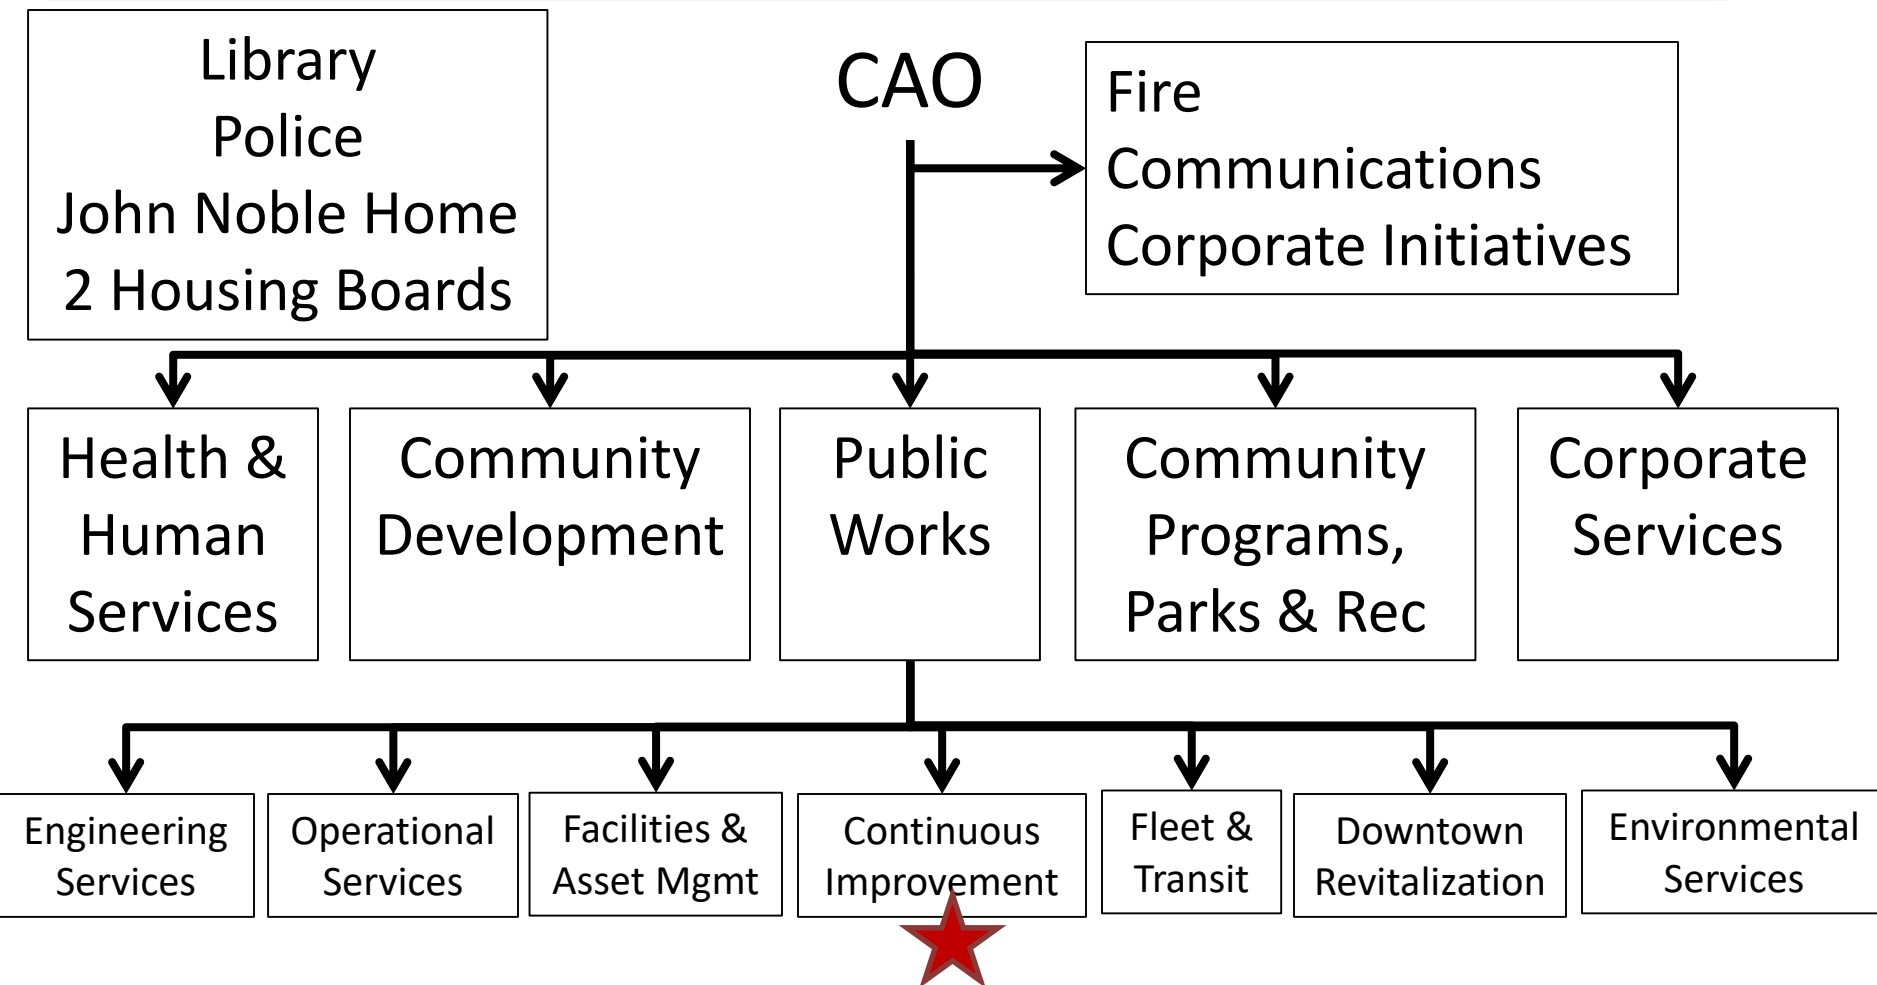 Library
Police
John Noble Home
2 Housing Boards
CAO
Fire
Communications
Corporate Initiatives
Health &
Human
Services
Community
Development
Public
Works
Community
Programs,
Parks & Rec
Corporate
Services
Engineering
Services
Operational
Services
Facilities &
Asset Mgmt
Continuous
Improvement
Fleet &
Transit
Downtown
Revitalization
Environmental
Services